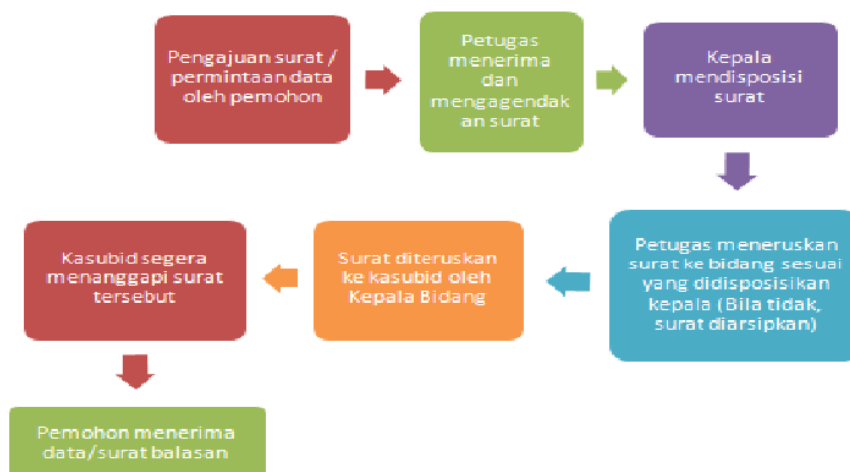 Pengajuan surat /
permintaan data
oleh pemohon
Petugas
menerima
dan
mengagendak
an surat
Kepala
mendisposisi
surat
Petugas meneruskan
surat ke bidang sesuai
yang didisposisikan
kepala (Bila tidak,
surat diarsipkan)
Surat diteruskan
ke kasubid oleh
Kepala Bidang
Kasubid segera
menanggapi surat
tersebut
Pemohon menerima
data/surat balasan